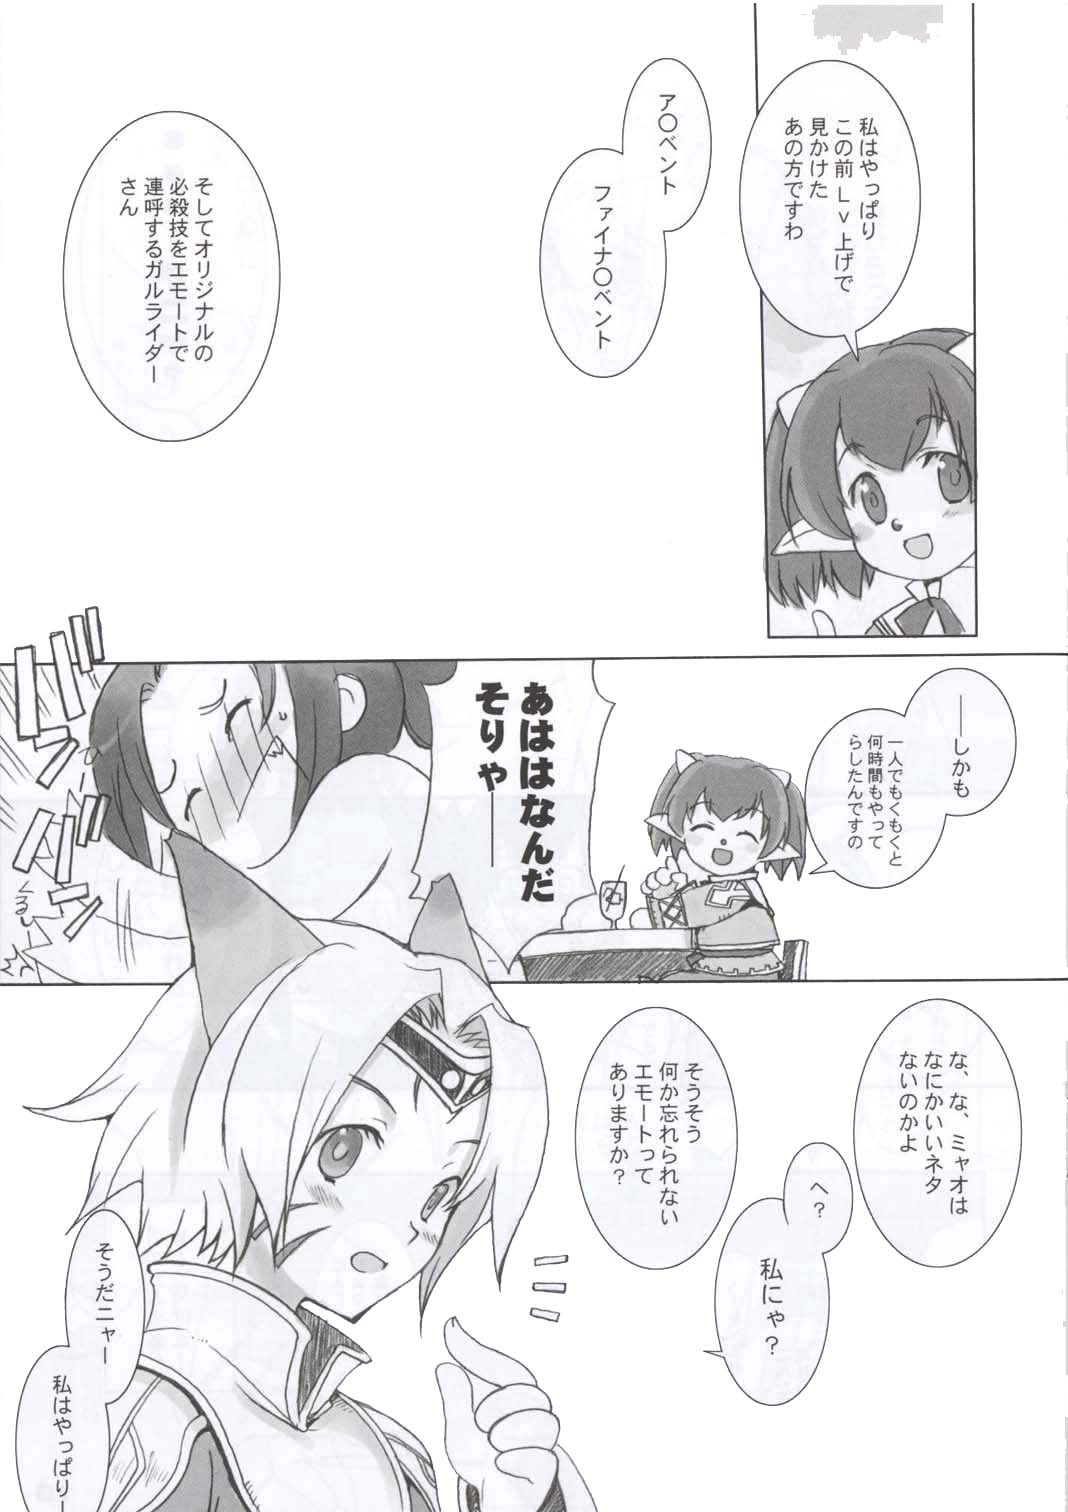 私はやっぱり
この前Lv上げで
見かけた
あの方ですわ
ア○ベント
ファイナ○ベント
そしてオリジナルの
必殺技をエモートで
連呼するガルライダー
さん
――しかも
一人でもくもくと
何時間もやって
らしたんですの
あははなんだ
そりゃ――
くるし
な、な、ミャオは
なにかいいネタ
ないのかよ
そうそう
何か忘れられない
エモートって
ありますか?
へ?
私にゃ?
そうだニャー
私はやっぱりー